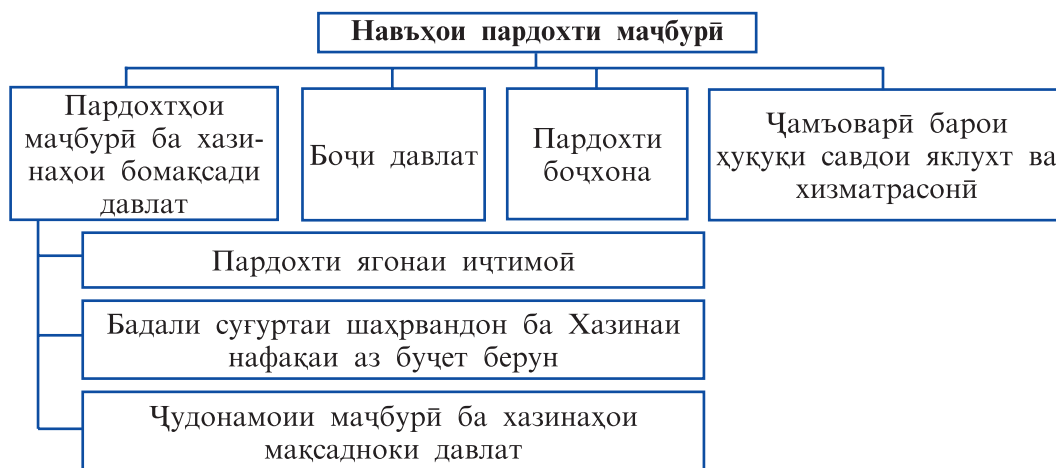 Навъҳои пардохти маҷбурӣ
Пардохтҳои
маҷбурӣ ба хази-
наҳои бомақсади
давлат
Боҷи давлат
Пардохти
боҷхона
Ҷамъоварӣ барои
ҳуқуқи савдои яклухт ва
хизматрасонӣ
Пардохти ягонаи иҷтимоӣ
Бадали суғуртаи шаҳрвандон ба Хазинаи
нафақаи аз буҷет берун
Ҷудонамоии маҷбурӣ ба хазинаҳои
мақсадноки давлат